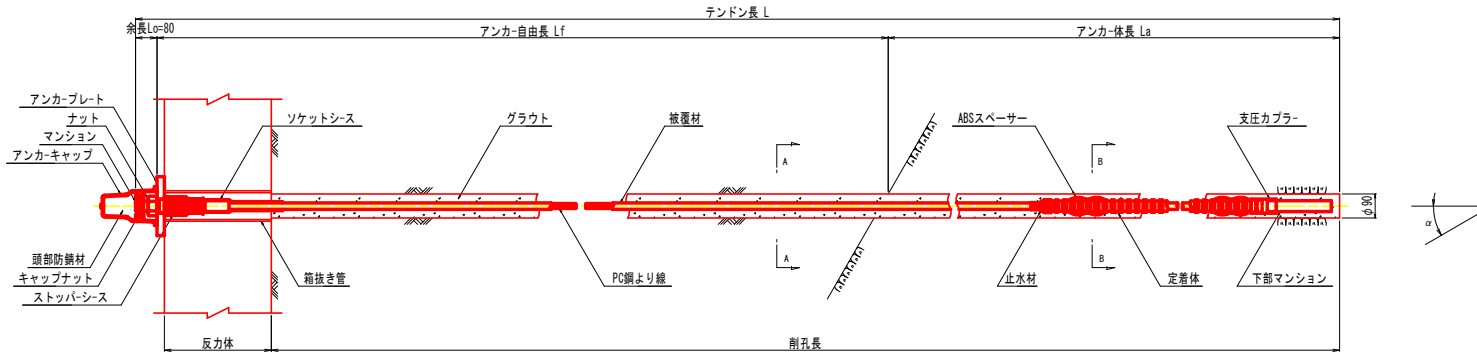 テンドン長 L
余長Lo=80
アンカー自由長 Lf
アンカー体長 La
アンカープレート
ナット
マンション
アンカーキャップ
ソケットシース
グラウト
被覆材
ABSスペーサー
支圧カプラー
A
B
φ90
α
頭部防錆材
キャップナット
ストッパーシース
箱抜き管
PC鋼より線
A
止水材
B
定着体
下部マンション
反力体
削孔長